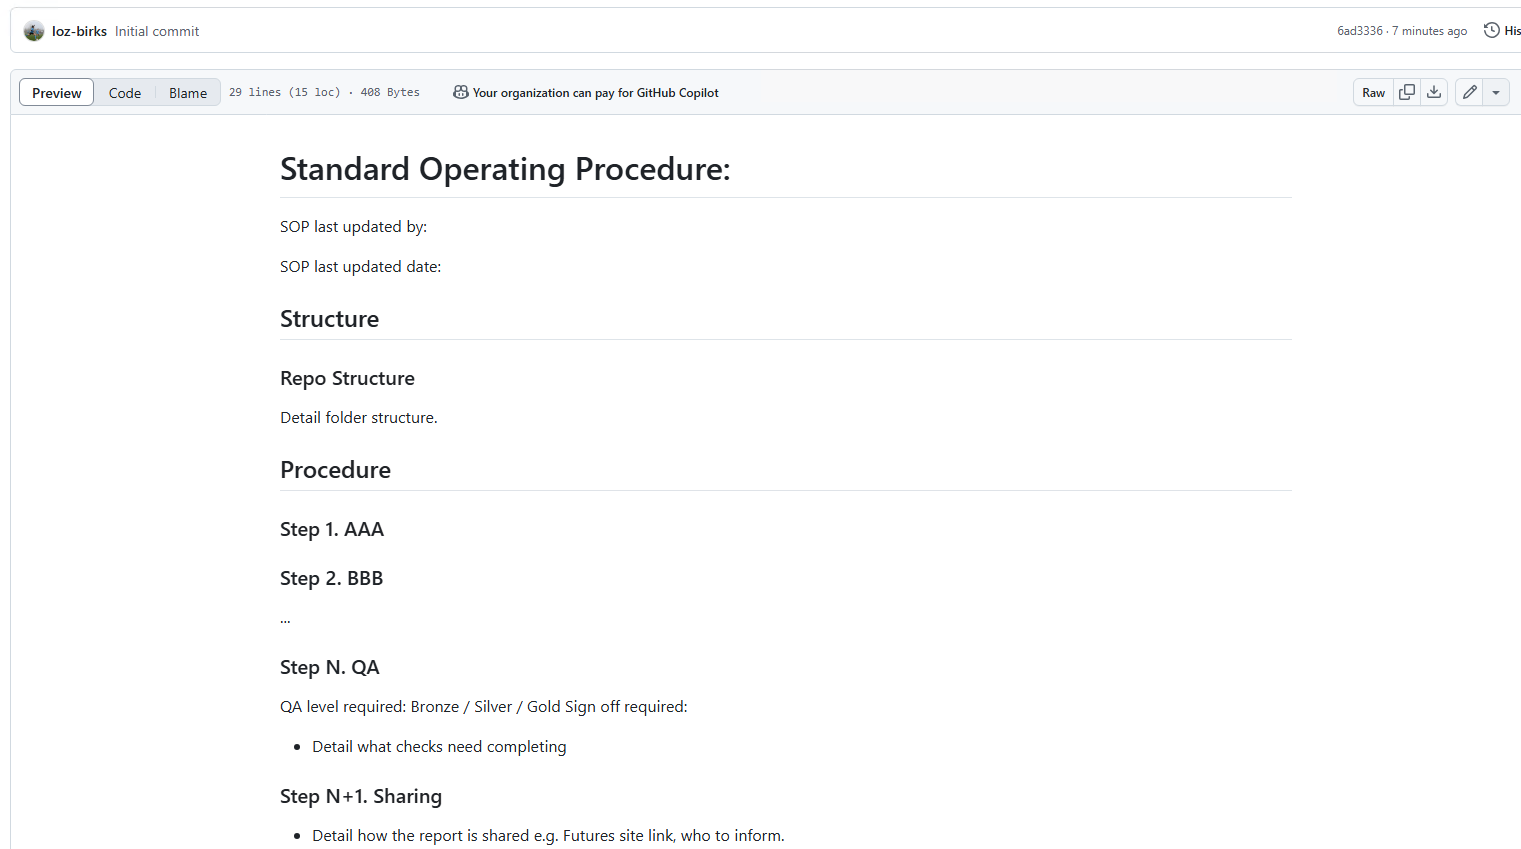 loz-birks Initial commit 6ad3336 · 7 minutes ago His
Preview Code Blame 29 lines (15 loc) · 408 Bytes Your organization can pay for GitHub Copilot Raw
Standard Operating Procedure:
SOP last updated by:
SOP last updated date:
Structure
Repo Structure
Detail folder structure.
Procedure
Step 1. AAA
Step 2. BBB
...
Step N. QA
QA level required: Bronze / Silver / Gold Sign off required:
• Detail what checks need completing
Step N+1. Sharing
• Detail how the report is shared e.g. Futures site link, who to inform.